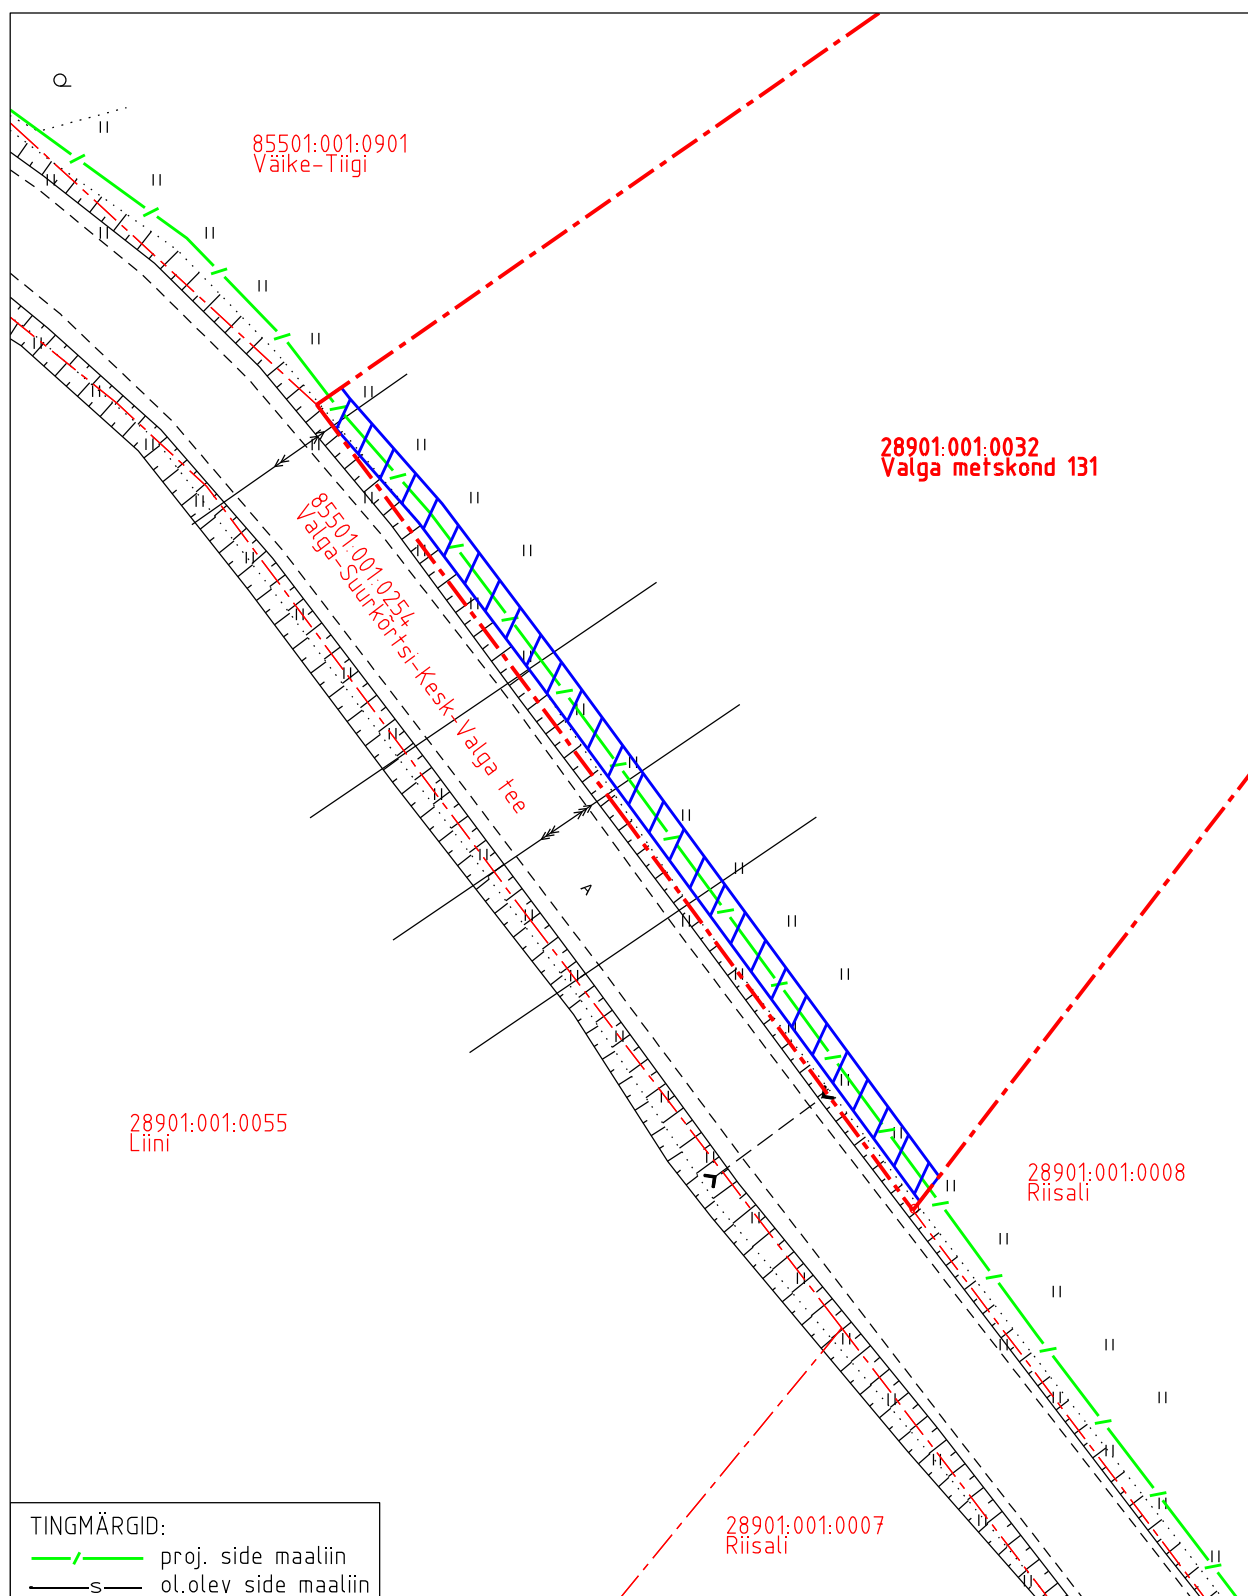 85501:001:0901
Väike-Tiigi
28901:001:0032
Valga metskond 131
85501:001:0254
Valga-Suurkõrtsi-Kesk-Valga tee
A
28901:001:0055
Liini
28901:001:0008
Riisali
28901:001:0007
Riisali
TINGMÄRGID:
proj. side maaliin
S ol.olev side maaliin